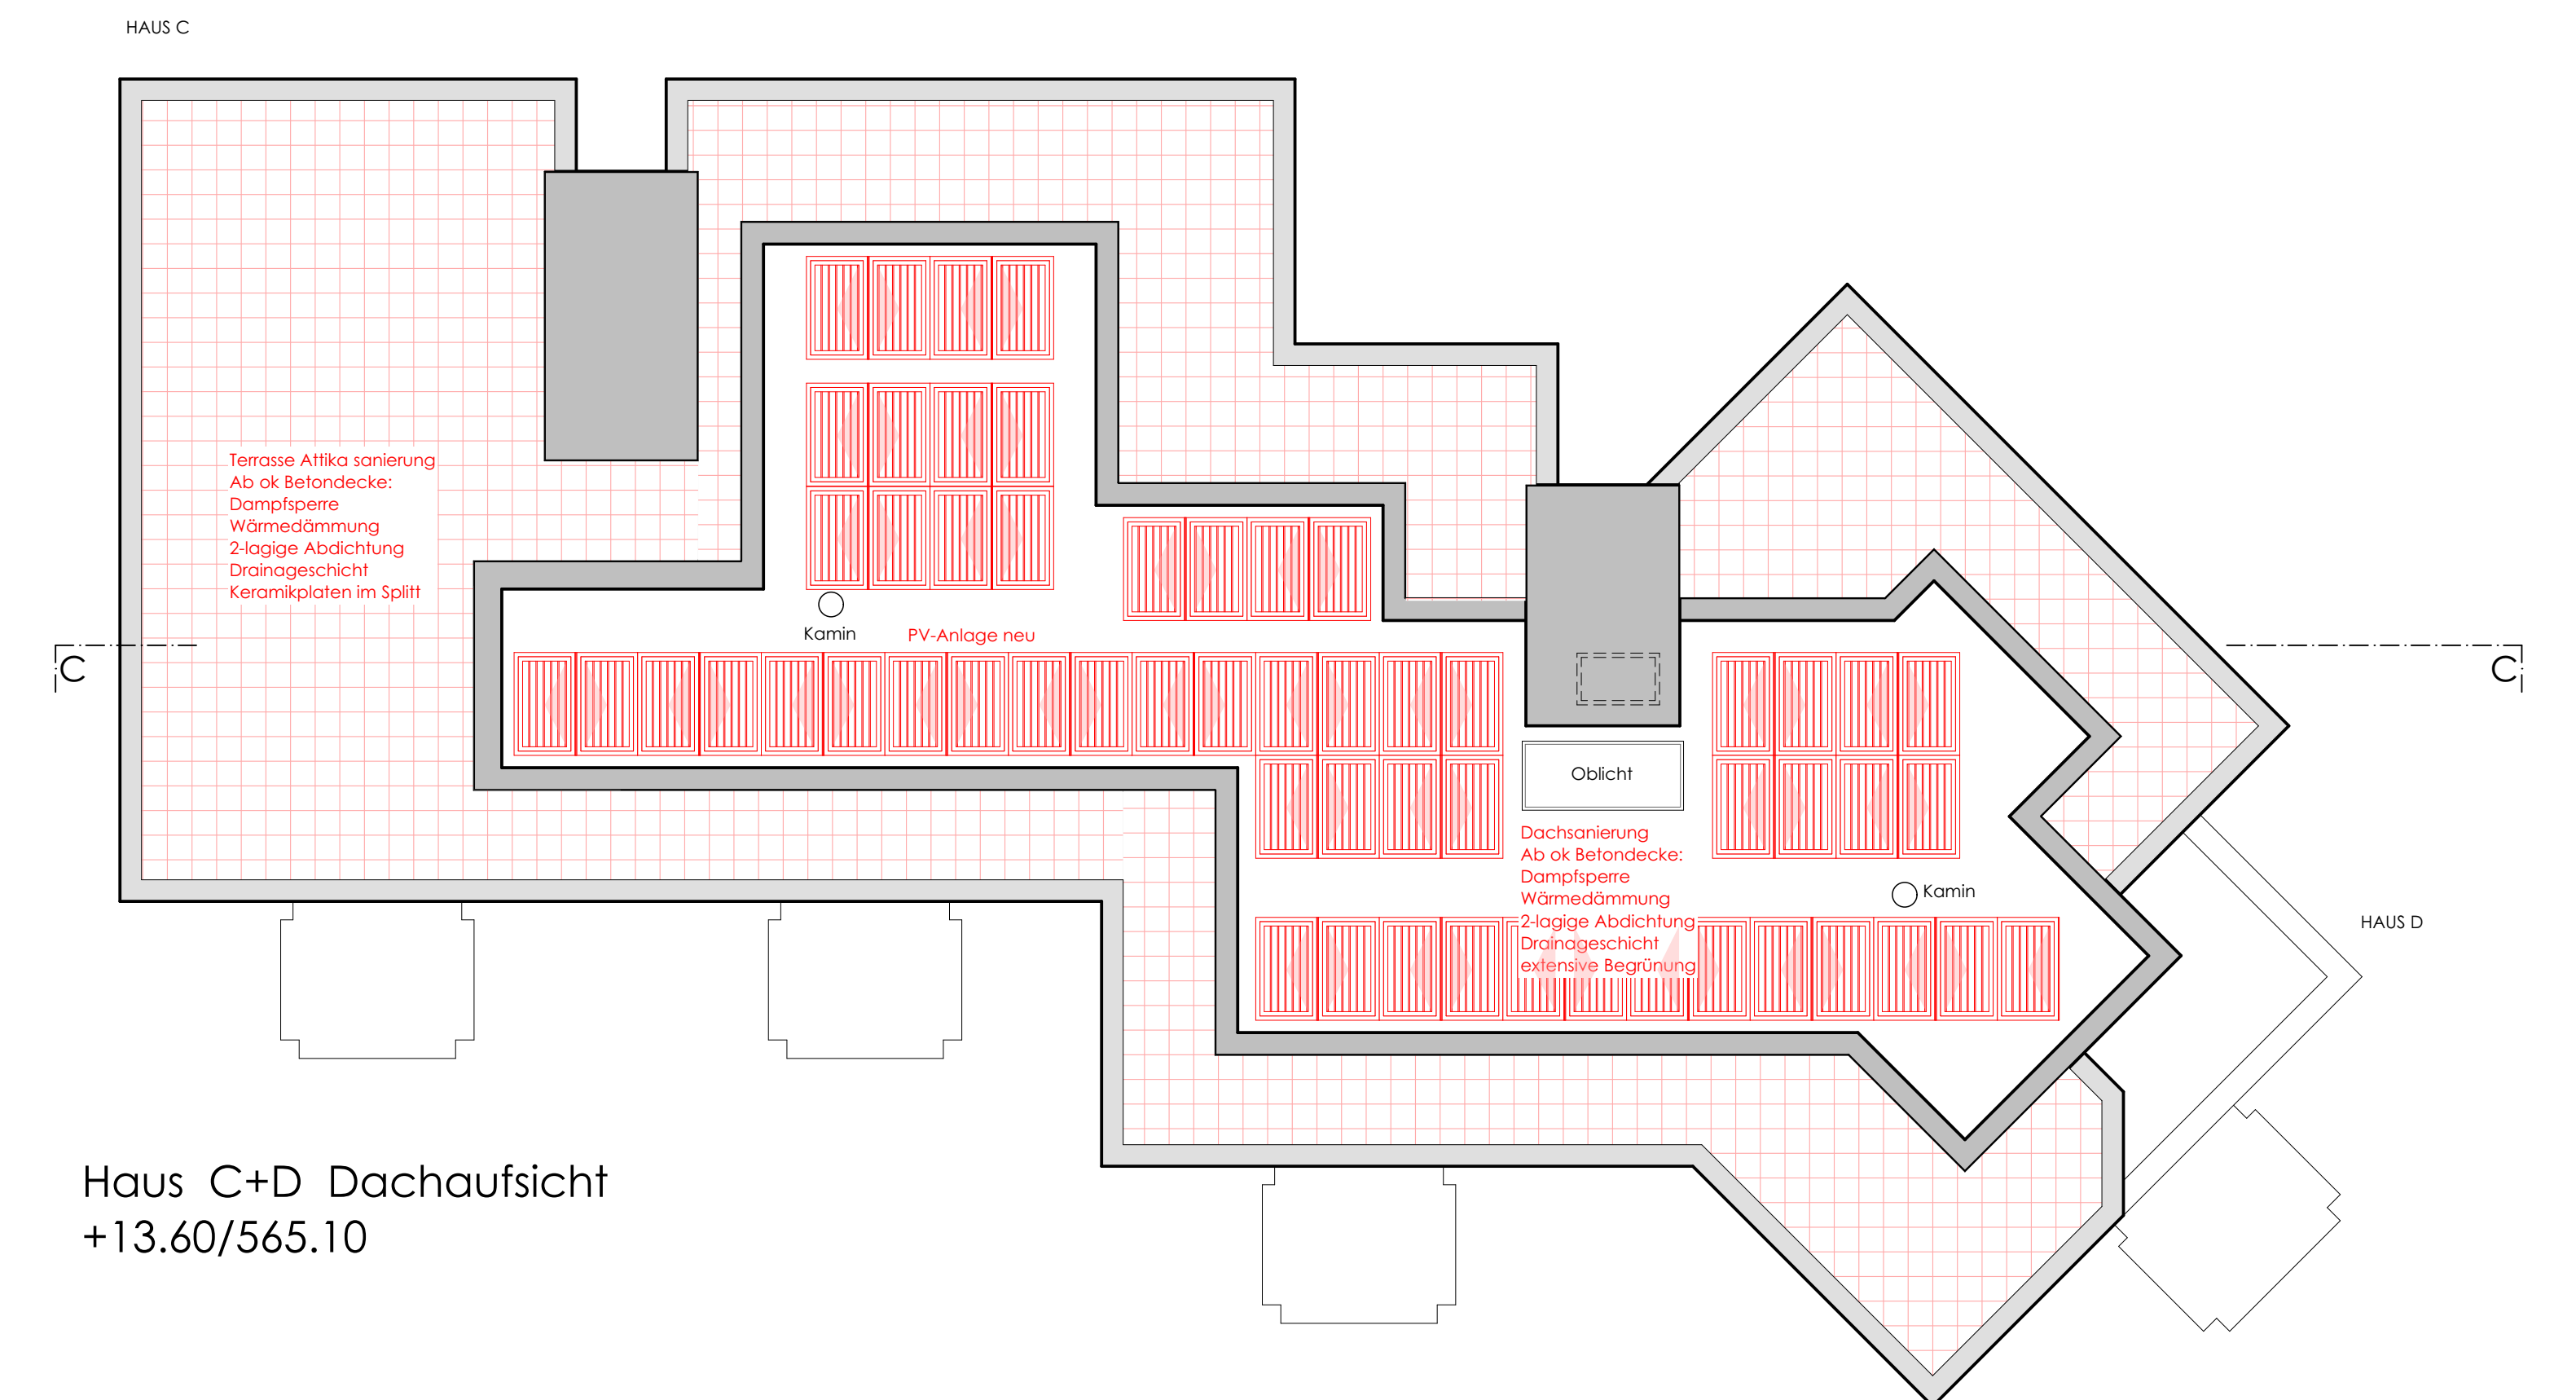 HAUS C
Terrasse Attika sanierung
Ab ok Betondecke:
Dampfsperre
Wärmedämmung
2-lagige Abdichtung
Drainageschicht
Keramikplaten im Splitt
Kamin
PV-Anlage neu
C
C
Oblicht
Dachsanierung
Ab ok Betondecke:
Dampfsperre
Wärmedämmung
2-lagige Abdichtung
Drainageschicht
extensive Begrünung
Kamin
HAUS D
Haus C+D Dachaufsicht
+13.60/565.10